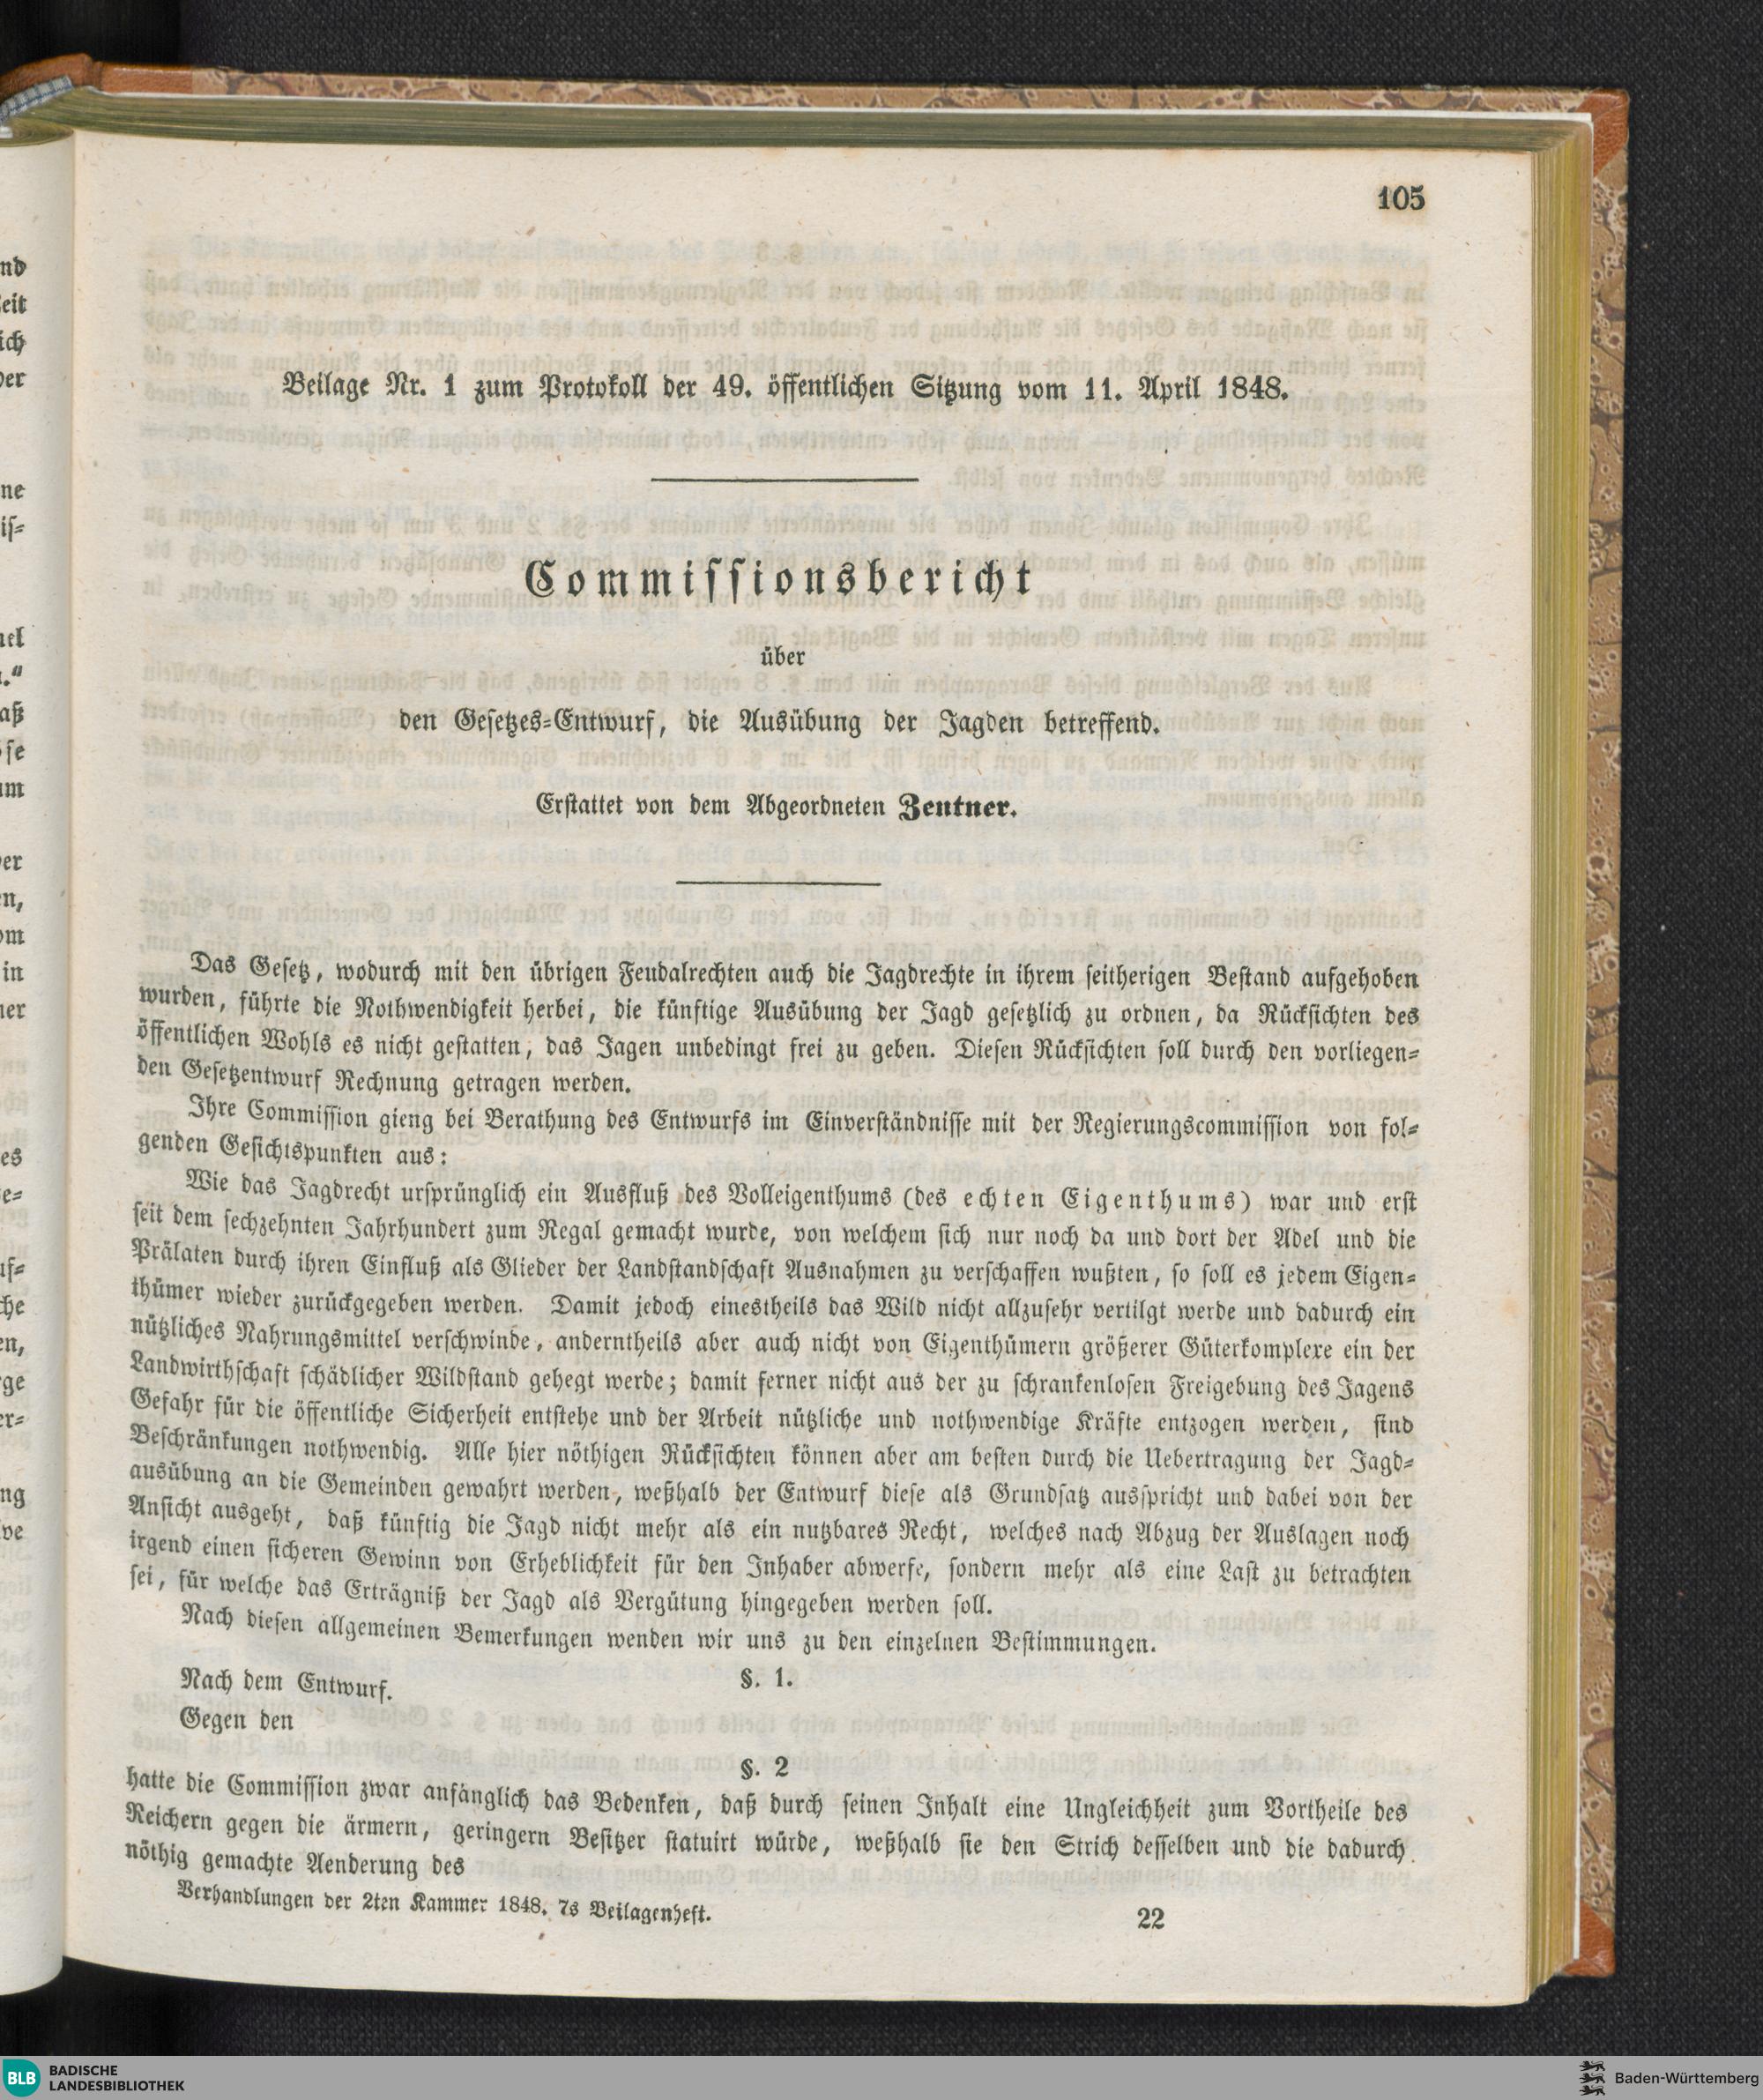 105
Beilage Nr. 1 zum Protokoll der 49. öffentlichen Sitzung vom 11. April 1848.
Commissionsbericht
über
den Gesetzes-Entwurf, die Ausübung der Jagden betreffend.
Erstattet von dem Abgeordneten Zentner.
Das Gesetz, wodurch mit den übrigen Feudalrechten auch die Jagdrechte in ihrem seitherigen Bestand aufgehoben
wurden, führte die Nothwendigkeit herbei, die künftige Ausübung der Jagd gesetzlich zu ordnen, da Rücksichten des
öffentlichen Wohls es nicht gestatten, das Jagen unbedingt frei zu geben. Diesen Rücksichten soll durch den vorliegen-
den Gesetzentwurf Rechnung getragen werden.
Ihre Commission gieng bei Berathung des Entwurfs im Einverständnisse mit der Regierungscommission von fol-
genden Gesichtspunkten aus:
Wie das Jagdrecht ursprünglich ein Ausfluß des Volleigenthums (des echten Eigenthums) war und erst
seit dem sechzehnten Jahrhundert zum Regal gemacht wurde, von welchem sich nur noch da und dort der Adel und die
Prälaten durch ihren Einfluß als Glieder der Landstandschaft Ausnahmen zu verschaffen wußten, so soll es jedem Eigen-
thümer wieder zurückgegeben werden. Damit jedoch einestheils das Wild nicht allzusehr vertilgt werde und dadurch ein
nützliches Nahrungsmittel verschwinde, anderntheils aber auch nicht von Eigenthümern größerer Güterkomplexe ein der
Landwirthschaft schädlicher Wildstand gehegt werde; damit ferner nicht aus der zu schrankenlosen Freigebung des Jagens
Gefahr für die öffentliche Sicherheit entstehe und der Arbeit nützliche und nothwendige Kräfte entzogen werden, sind
Beschränkungen nothwendig. Alle hier nöthigen Rücksichten können aber am besten durch die Uebertragung der Jagd-
ausübung an die Gemeinden gewahrt werden, weßhalb der Entwurf diese als Grundsatz ausspricht und dabei von der
Ansicht ausgeht, daß künftig die Jagd nicht mehr als ein nutzbares Recht, welches nach Abzug der Auslagen noch
irgend einen sicheren Gewinn von Erheblichkeit für den Inhaber abwerfe, sondern mehr als eine Last zu betrachten
sei, für welche das Erträgniß der Jagd als Vergütung hingegeben werden soll.
Nach diesen allgemeinen Bemerkungen wenden wir uns zu den einzelnen Bestimmungen.
§. 1.
Nach dem Entwurf.
Gegen den
§. 2
hatte die Commission zwar anfänglich das Bedenken, daß durch seinen Inhalt eine Ungleichheit zum Vortheile des
Reichern gegen die ärmern, geringern Besitzer statuirt würde, weßhalb sie den Strich desselben und die dadurch
nöthig gemachte Aenderung des
Verhandlungen der 2ten Kammer 1848. 7s Beilagenheft.
22
BLB BADISCHE
LANDESBIBLIOTHEK
Baden-Württemberg